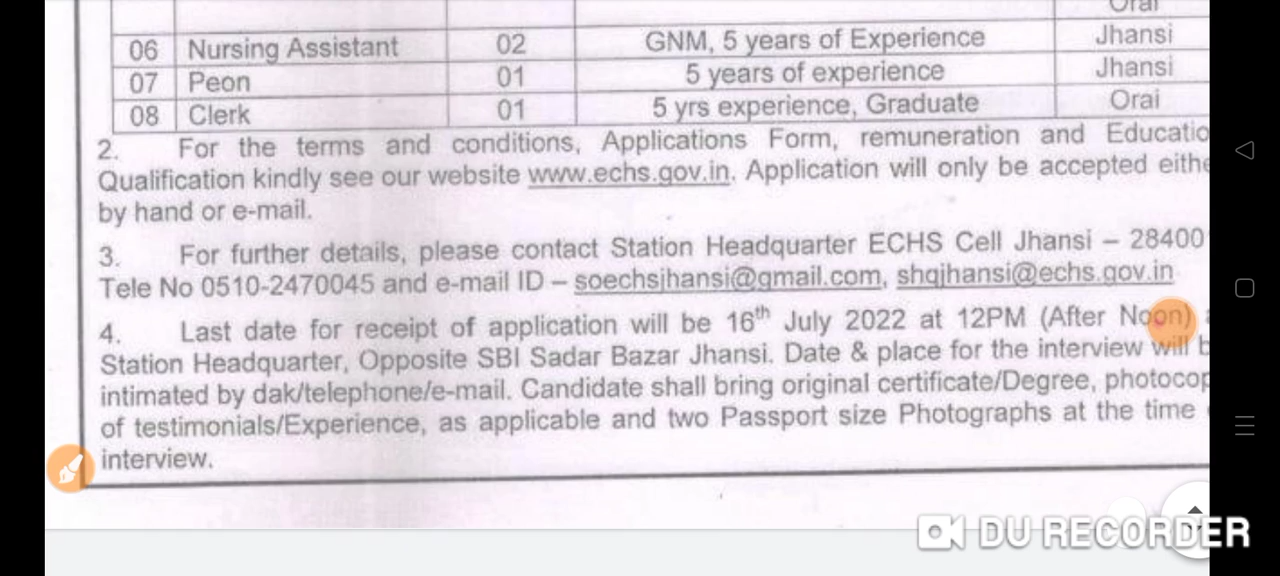 Orai
06 Nursing Assistant 02 GNM, 5 years of Experience Jhansi
07 Peon 01 5 years of experience Jhansi
08 Clerk 01 5 yrs experience, Graduate Orai
2. For the terms and conditions, Applications Form, remuneration and Educatio
Qualification kindly see our website www.echs.gov.in. Application will only be accepted eithe
by hand or e-mail.
3. For further details, please contact Station Headquarter ECHS Cell Jhansi – 28400
Tele No 0510-2470045 and e-mail ID – soechsjhansi@gmail.com, shqjhansi@echs.gov.in
4. Last date for receipt of application will be 16th July 2022 at 12PM (After Noon)
Station Headquarter, Opposite SBI Sadar Bazar Jhansi. Date & place for the interview will b
intimated by dak/telephone/e-mail. Candidate shall bring original certificate/Degree, photocop
of testimonials/Experience, as applicable and two Passport size Photographs at the time
interview.
DU RECORDER